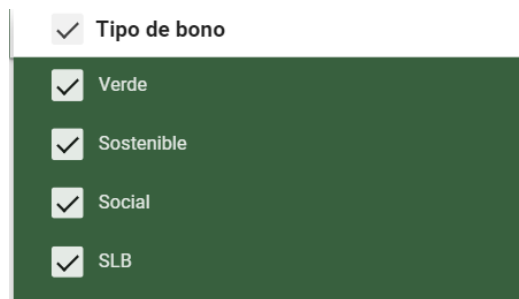 Tipo de bono
Verde
Sostenible
Social
SLB